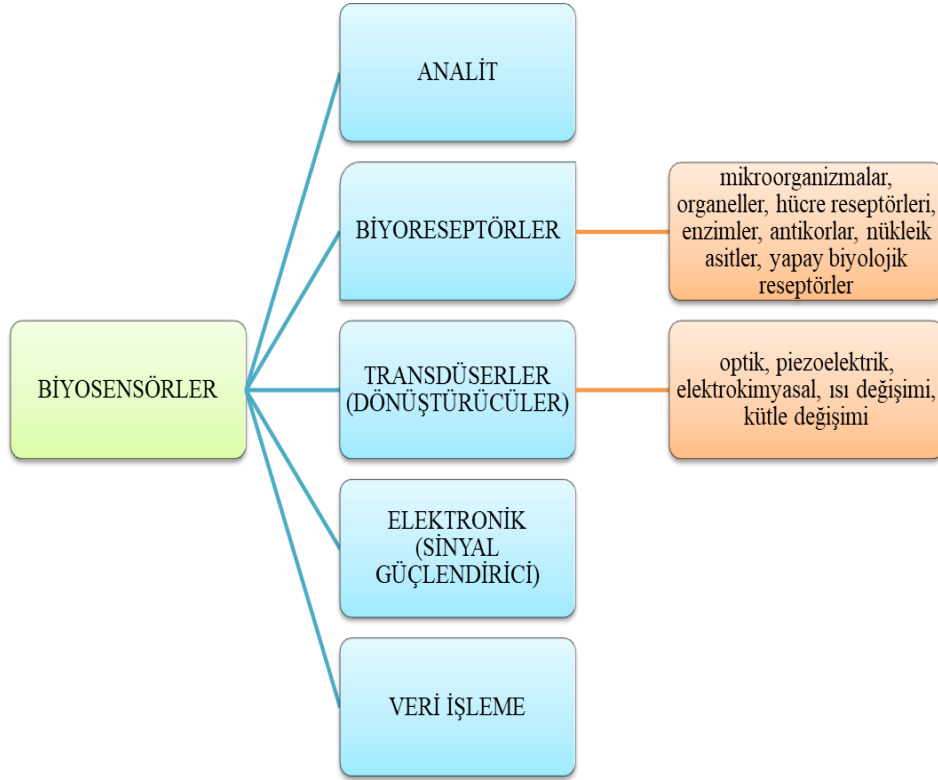 ANALİT
BİYORESEPTÖRLER
mikroorganizmalar,
organeller, hücre reseptörleri,
enzimler, antikorlar, nükleik
asitler, yapay biyolojik
reseptörler
BİYOSENSÖRLER
TRANSDÜSERLER
(DÖNÜŞTÜRÜCÜLER)
optik, piezoelektrik,
elektrokimyasal, ısı değişimi,
kütle değişimi
ELEKTRONİK
(SİNYAL
GÜÇLENDİRİCİ)
VERİ İŞLEME